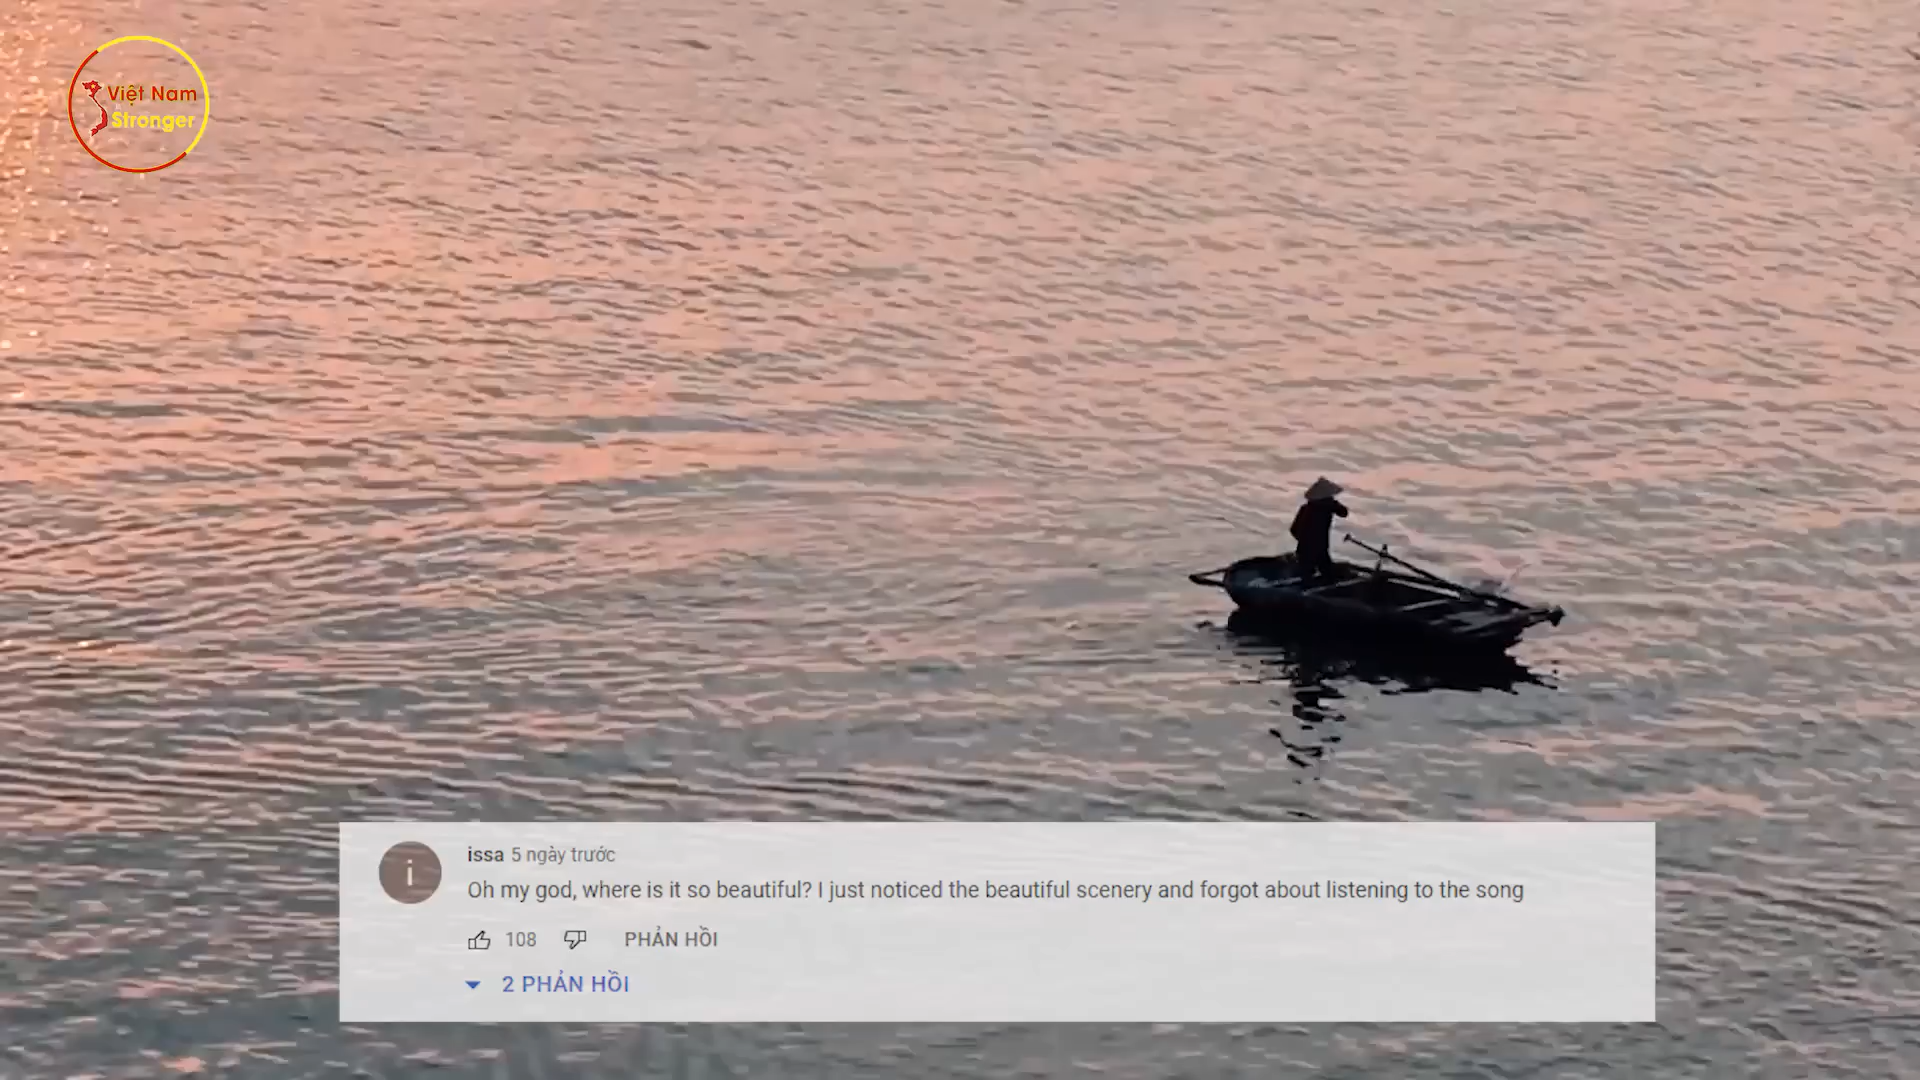 Việt Nam
Stronger
issa 5 ngày trước
Oh my god, where is it so beautiful? I just noticed the beautiful scenery and forgot about listening to the song
108 PHẢN HỒI
2 PHẢN HỒI